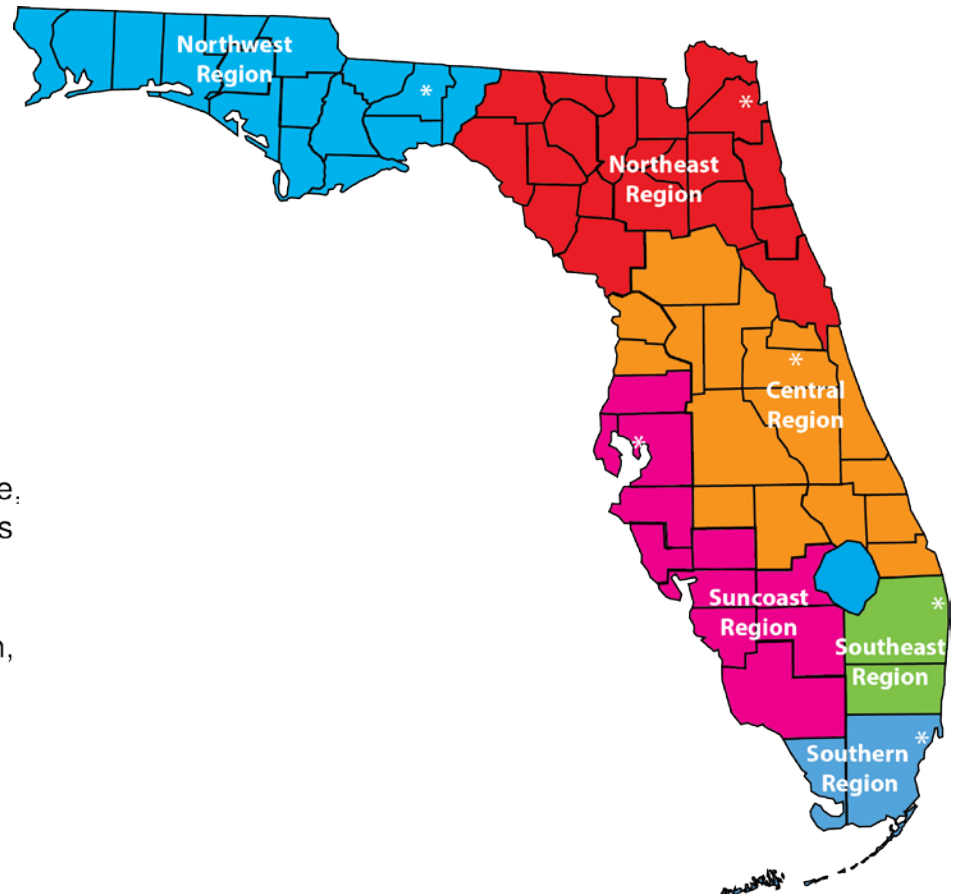 Northwest
Region
*
*
Northeast
Region
*
Central
Region
*
e,
s
n,
Suncoast
Region
*
Southeast
Region
*
Southern
Region